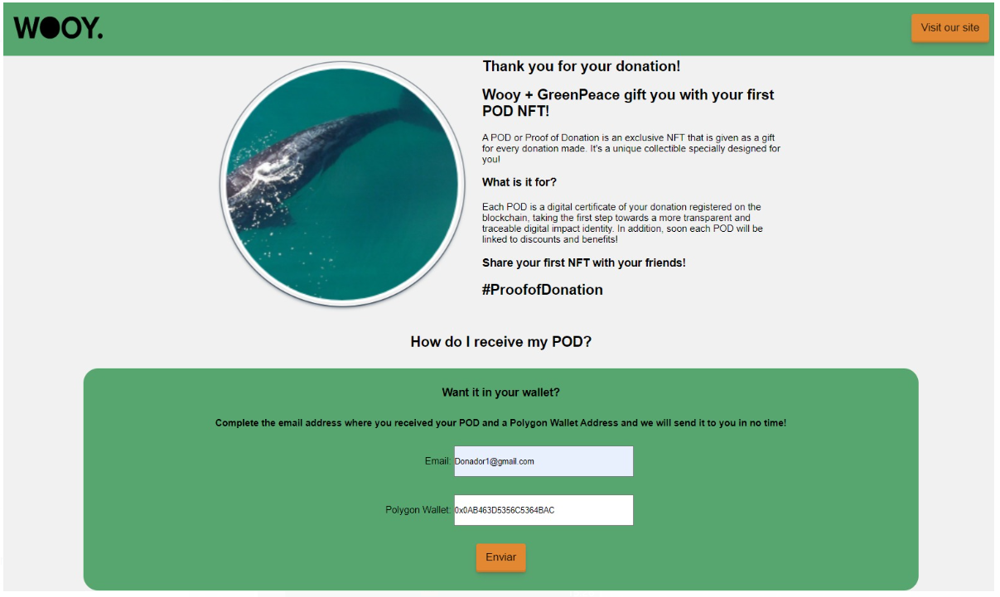 WOOY.
Visit our site
Thank you for your donation!
Wooy + GreenPeace gift you with your first
POD NFT!
A POD or Proof of Donation is an exclusive NFT that is given as a gift
for every donation made. It's a unique collectible specially designed for
you!
What is it for?
Each POD is a digital certificate of your donation registered on the
blockchain, taking the first step towards a more transparent and
traceable digital impact identity. In addition, soon each POD will be
linked to discounts and benefits!
Share your first NFT with your friends!
#ProofofDonation
How do I receive my POD?
Want it in your wallet?
Complete the email address where you received your POD and a Polygon Wallet Address and we will send it to you in no time!
Email: Donador1@gmail.com
Polygon Wallet: 0x0AB463D5356C5364BAC
Enviar